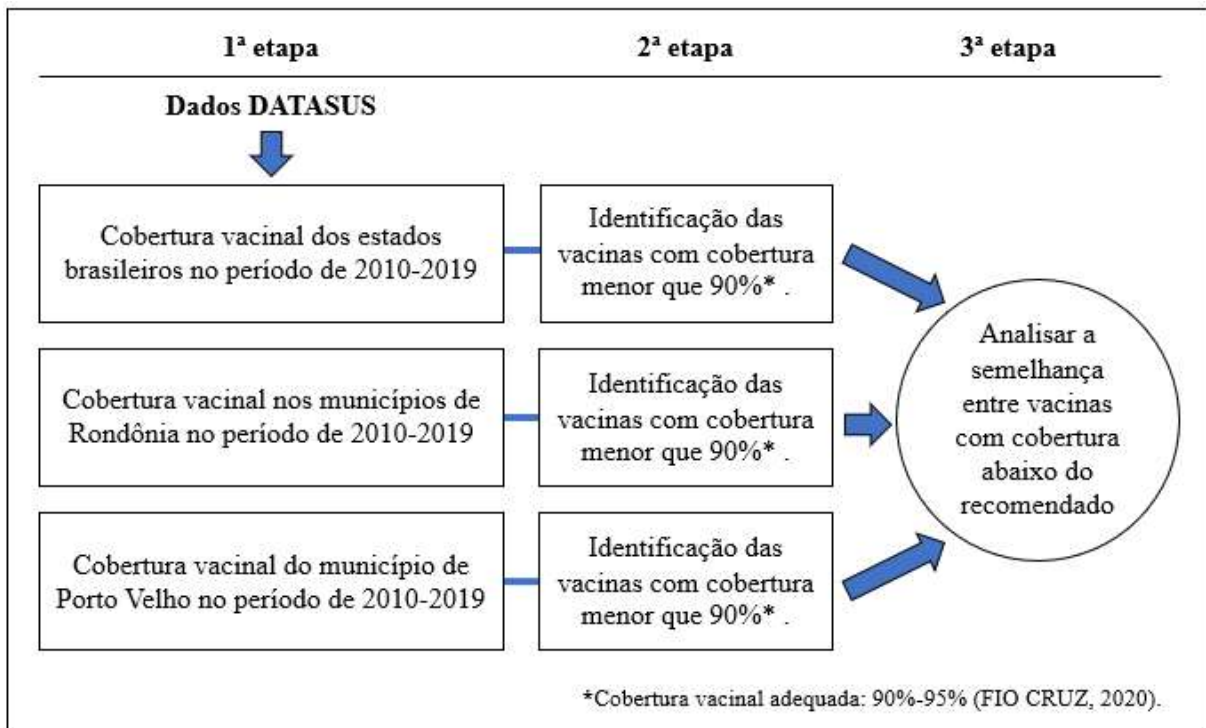 1ª etapa
2ª etapa
3ª etapa
Dados DATASUS
Cobertura vacinal dos estados
brasileiros no período de 2010-2019
Identificação das
vacinas com cobertura
menor que 90%* .
Cobertura vacinal nos municípios de
Rondônia no período de 2010-2019
Identificação das
vacinas com cobertura
menor que 90%* .
Cobertura vacinal do município de
Porto Velho no período de 2010-2019
Identificação das
vacinas com cobertura
menor que 90%* .
Analisar a
semelhança
entre vacinas
com cobertura
abaixo do
recomendado
*Cobertura vacinal adequada: 90%-95% (FIO CRUZ, 2020).